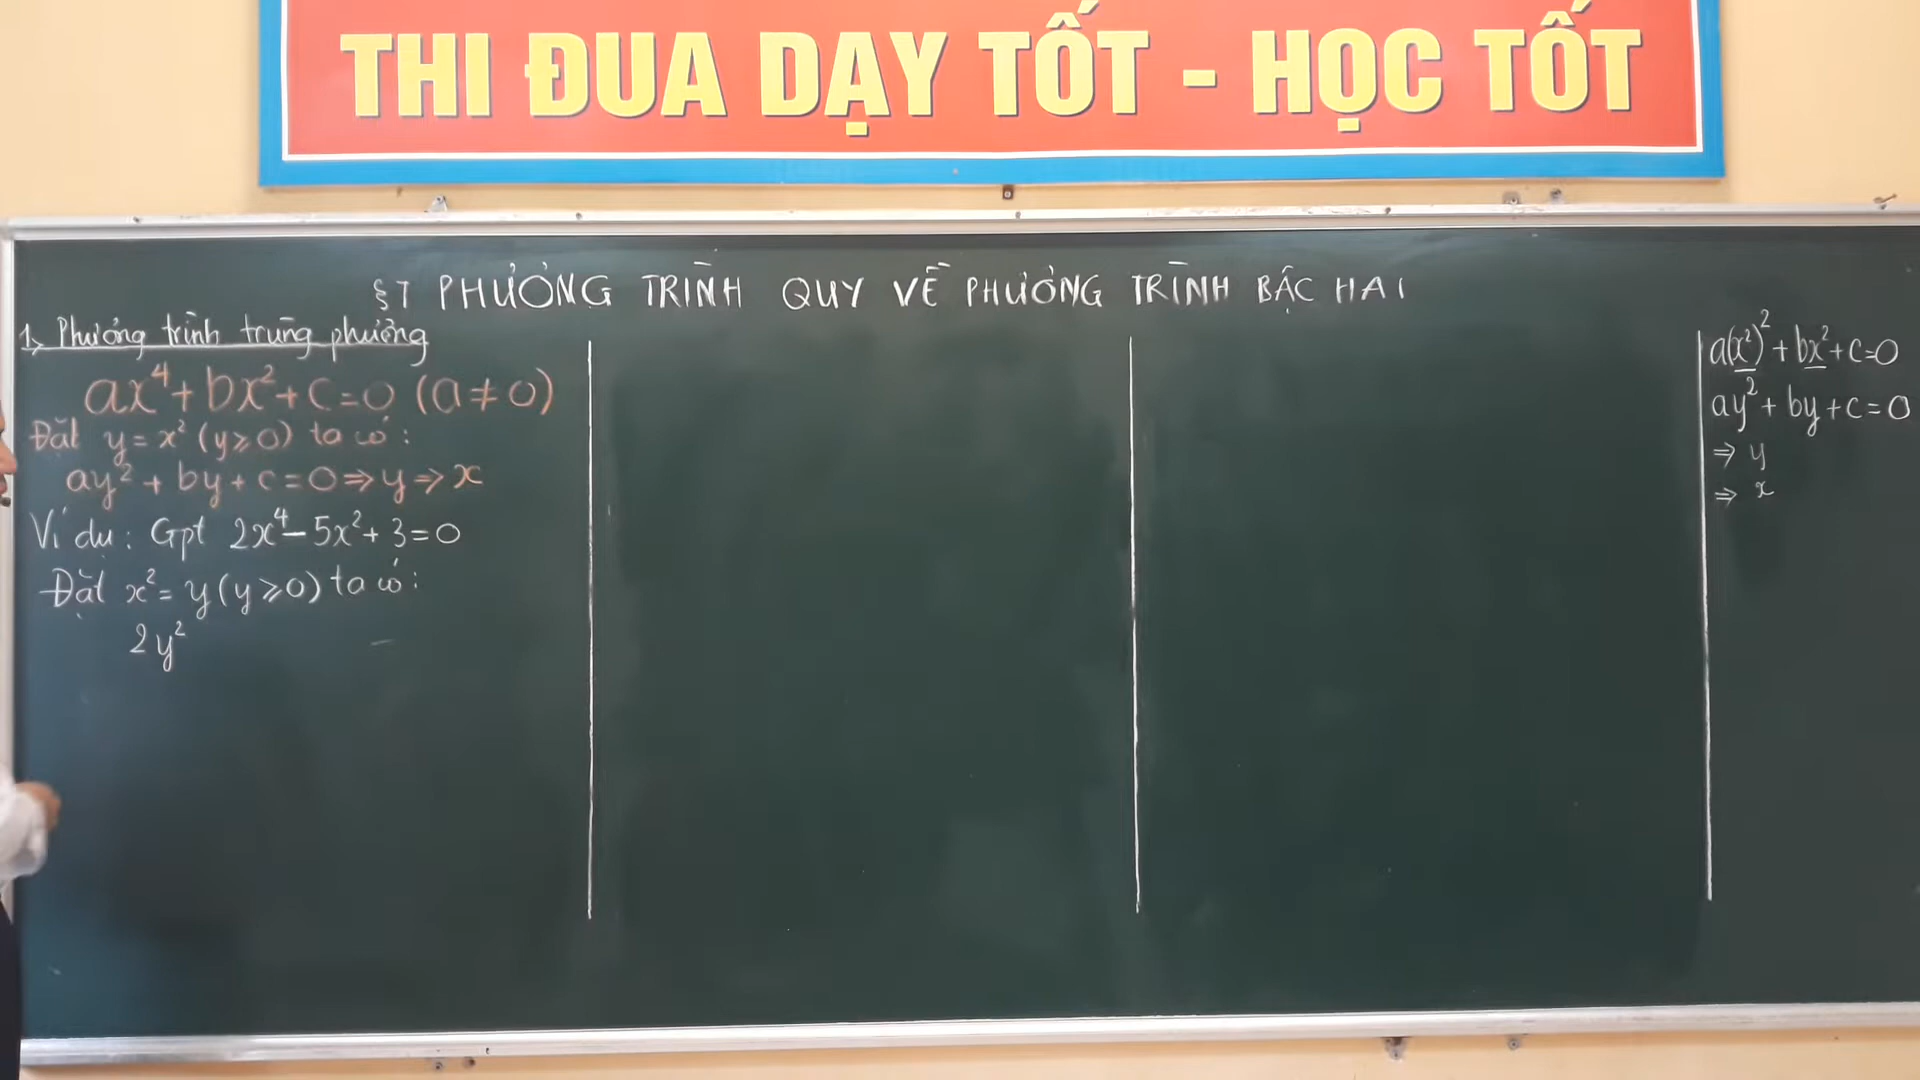 THI ĐUA DẠY TỐT - HỌC TỐT
§7 PHƯƠNG TRÌNH QUY VỀ PHƯƠNG TRÌNH BẬC HAI
1, Phương trình trùng phương
ax⁴ + bx² + c = 0 (a ≠ 0)
Đặt y = x² (y ⩾ 0) ta có :
ay² + by + c = 0 ⇒ y ⇒ x
Ví dụ : Gpt 2x⁴ - 5x² + 3 = 0
Đặt x² = y (y ⩾ 0) ta có :
2y²
a(x²)² + bx² + c = 0
ay² + by + c = 0
⇒ y
⇒ x